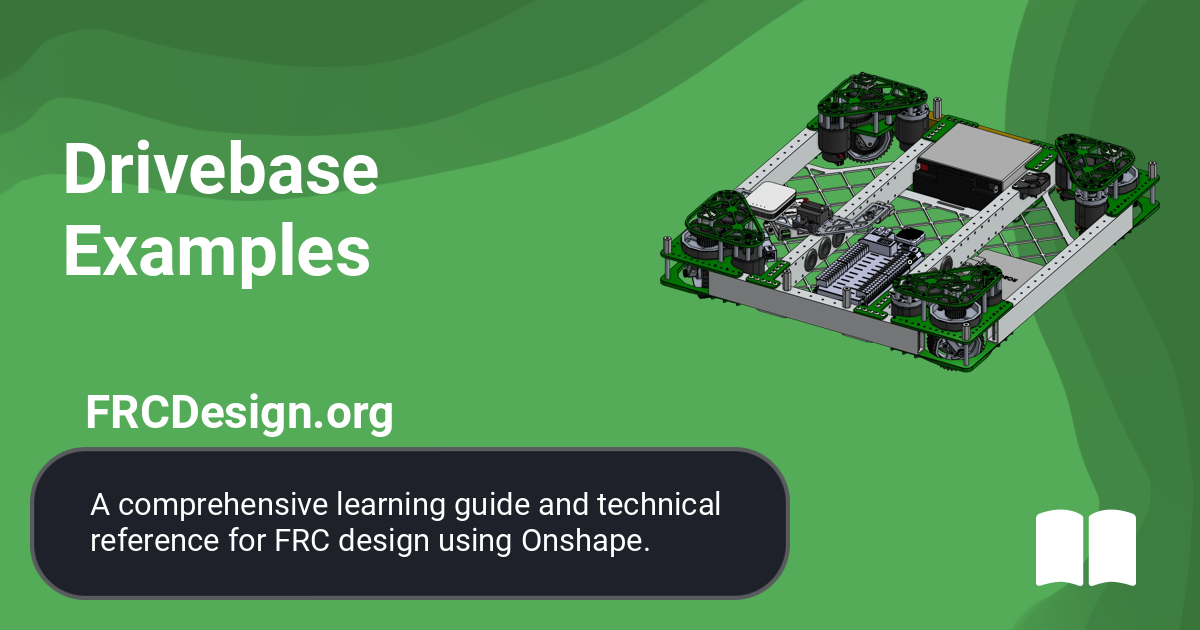 Drivebase
Examples
FRCDesign.org
A comprehensive learning guide and technical
reference for FRC design using Onshape.